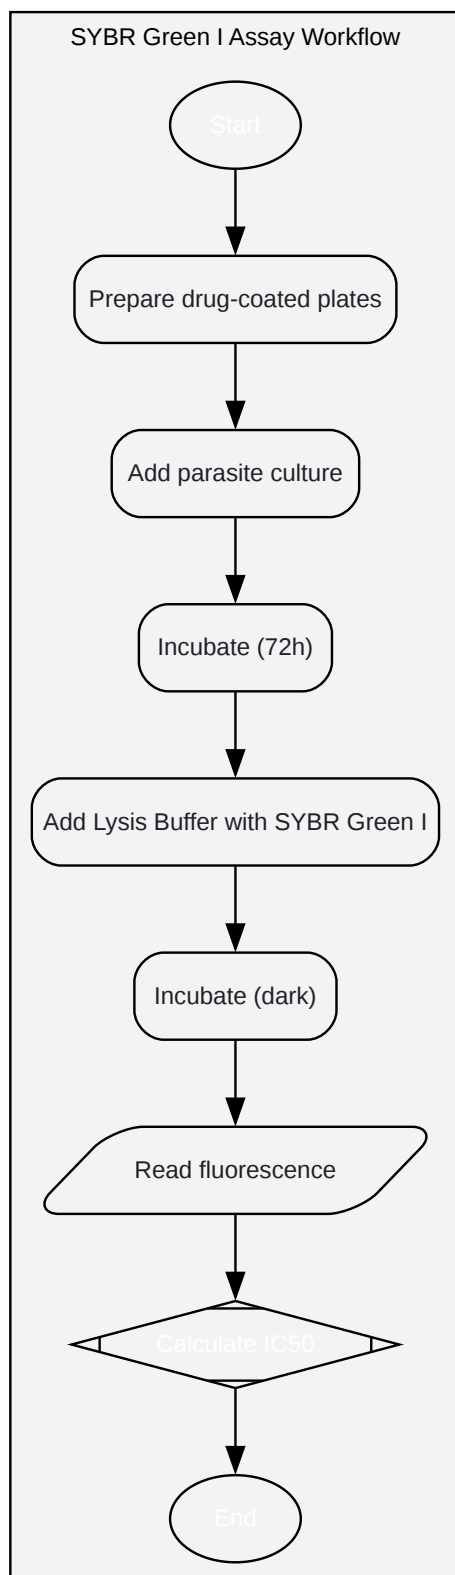 SYBR Green I Assay Workflow
Start
Prepare drug-coated plates
Add parasite culture
Incubate (72h)
Add Lysis Buffer with SYBR Green I
Incubate (dark)
Read fluorescence
Calculate IC50
End